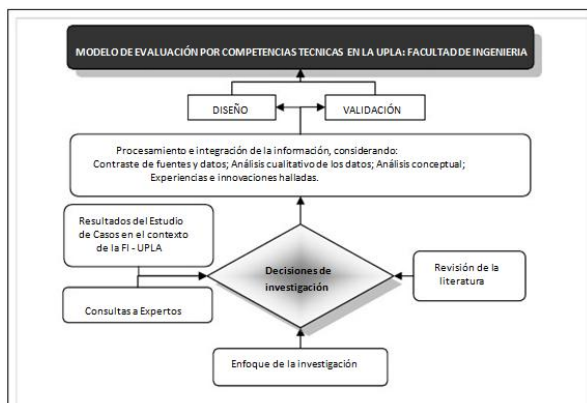 MODELO DE EVALUACIÓN POR COMPETENCIAS TECNICAS EN LA UPLA: FACULTAD DE INGENIERIA
DISEÑO
VALIDACIÓN
Procesamiento e integración de la información, considerando:
Contraste de fuentes y datos; Análisis cualitativo de los datos; Análisis conceptual;
Experiencias e innovaciones halladas.
Resultados del Estudio
de Casos en el contexto
de la FI - UPLA
Decisiones de
investigación
Revisión de la
literatura
Consultas a Expertos
Enfoque de la investigación